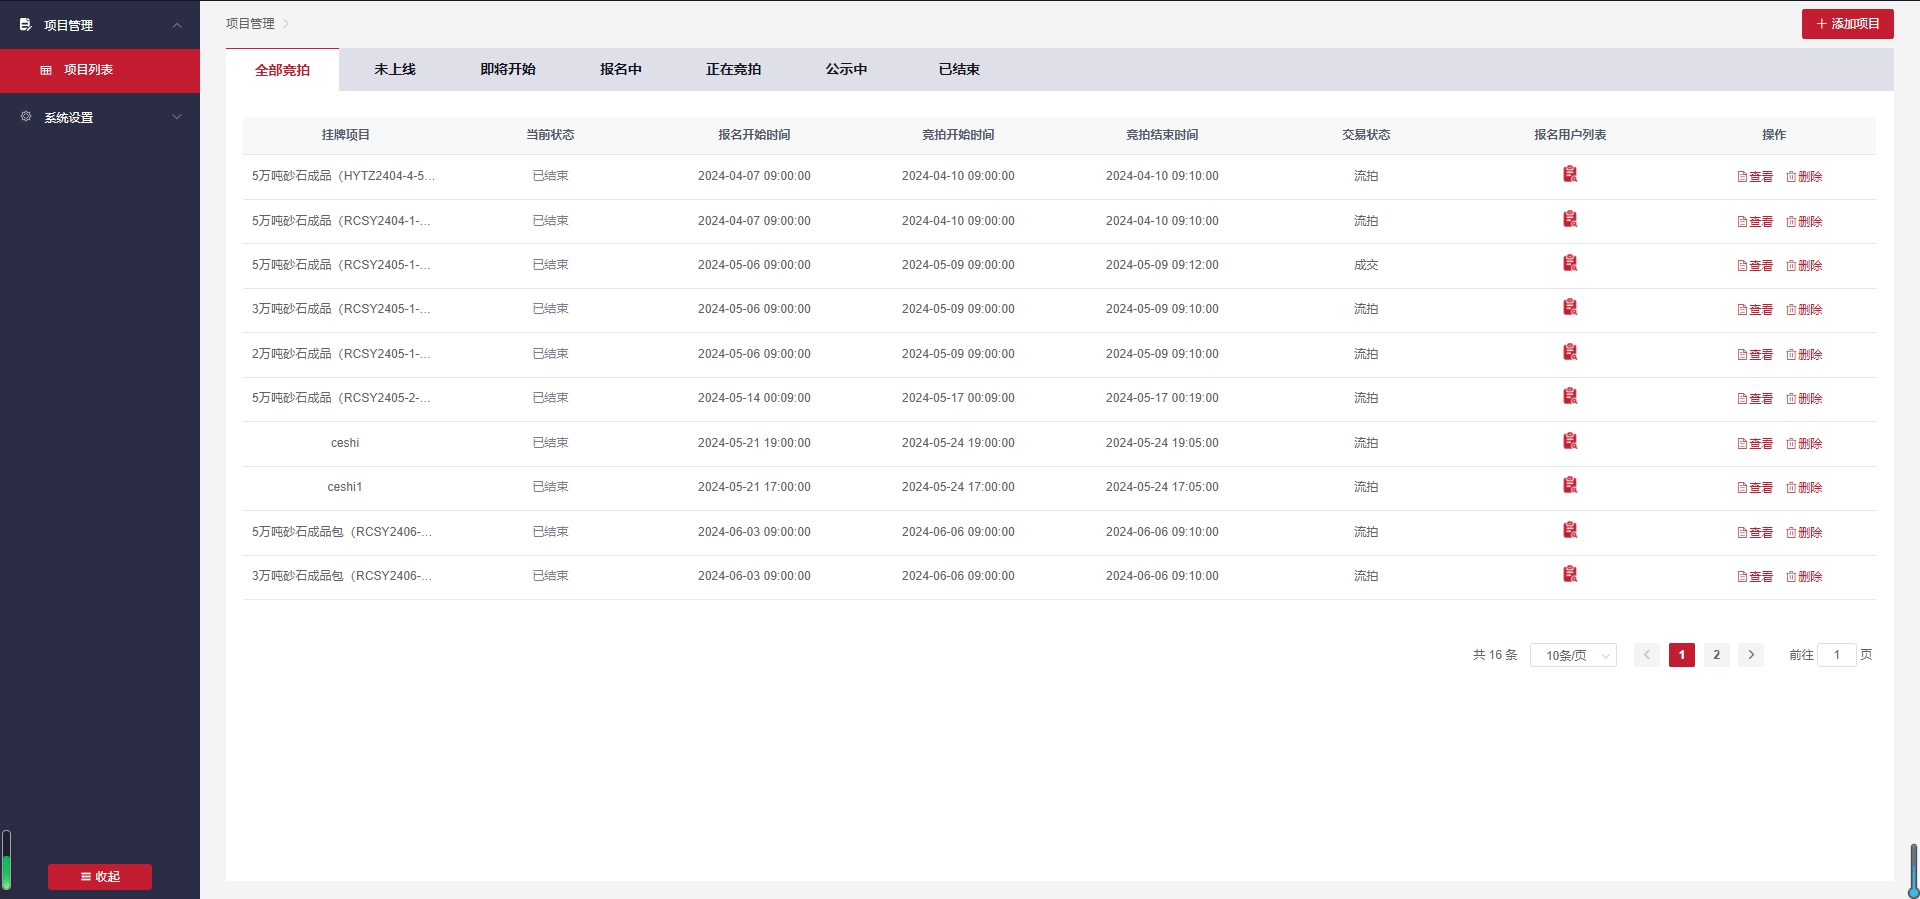 项目管理
项目列表
系统设置
收起
项目管理
添加项目
全部竞拍 未上线 即将开始 报名中 正在竞拍 公示中 已结束
挂牌项目 当前状态 报名开始时间 竞拍开始时间 竞拍结束时间 交易状态 报名用户列表 操作
5万吨砂石成品（HYTZ2404-4-5... 已结束 2024-04-07 09:00:00 2024-04-10 09:00:00 2024-04-10 09:10:00 流拍 查看 删除
5万吨砂石成品（RCSY2404-1-... 已结束 2024-04-07 09:00:00 2024-04-10 09:00:00 2024-04-10 09:10:00 流拍 查看 删除
5万吨砂石成品（RCSY2405-1-... 已结束 2024-05-06 09:00:00 2024-05-09 09:00:00 2024-05-09 09:12:00 成交 查看 删除
3万吨砂石成品（RCSY2405-1-... 已结束 2024-05-06 09:00:00 2024-05-09 09:00:00 2024-05-09 09:10:00 流拍 查看 删除
2万吨砂石成品（RCSY2405-1-... 已结束 2024-05-06 09:00:00 2024-05-09 09:00:00 2024-05-09 09:10:00 流拍 查看 删除
5万吨砂石成品（RCSY2405-2-... 已结束 2024-05-14 00:09:00 2024-05-17 00:09:00 2024-05-17 00:19:00 流拍 查看 删除
ceshi 已结束 2024-05-21 19:00:00 2024-05-24 19:00:00 2024-05-24 19:05:00 流拍 查看 删除
ceshi1 已结束 2024-05-21 17:00:00 2024-05-24 17:00:00 2024-05-24 17:05:00 流拍 查看 删除
5万吨砂石成品包（RCSY2406-... 已结束 2024-06-03 09:00:00 2024-06-06 09:00:00 2024-06-06 09:10:00 流拍 查看 删除
3万吨砂石成品包（RCSY2406-... 已结束 2024-06-03 09:00:00 2024-06-06 09:00:00 2024-06-06 09:10:00 流拍 查看 删除
共 16 条 10条/页 1 2 前往 1 页